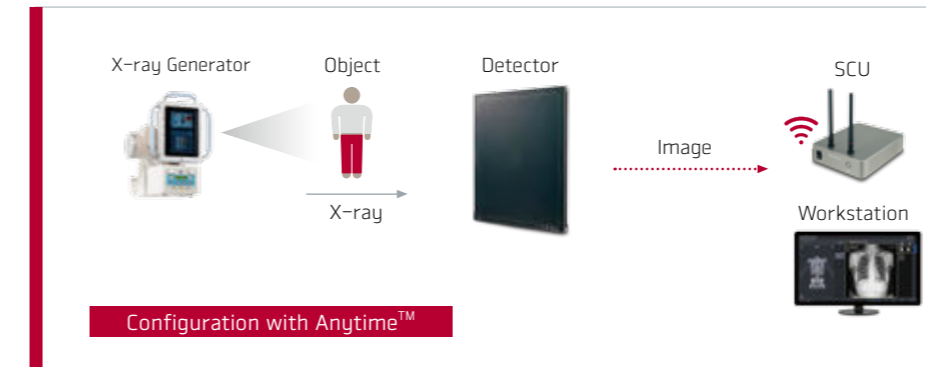 X-ray Generator
Object
Detector
SCU
Image
X-ray
Workstation
Configuration with Anytime™